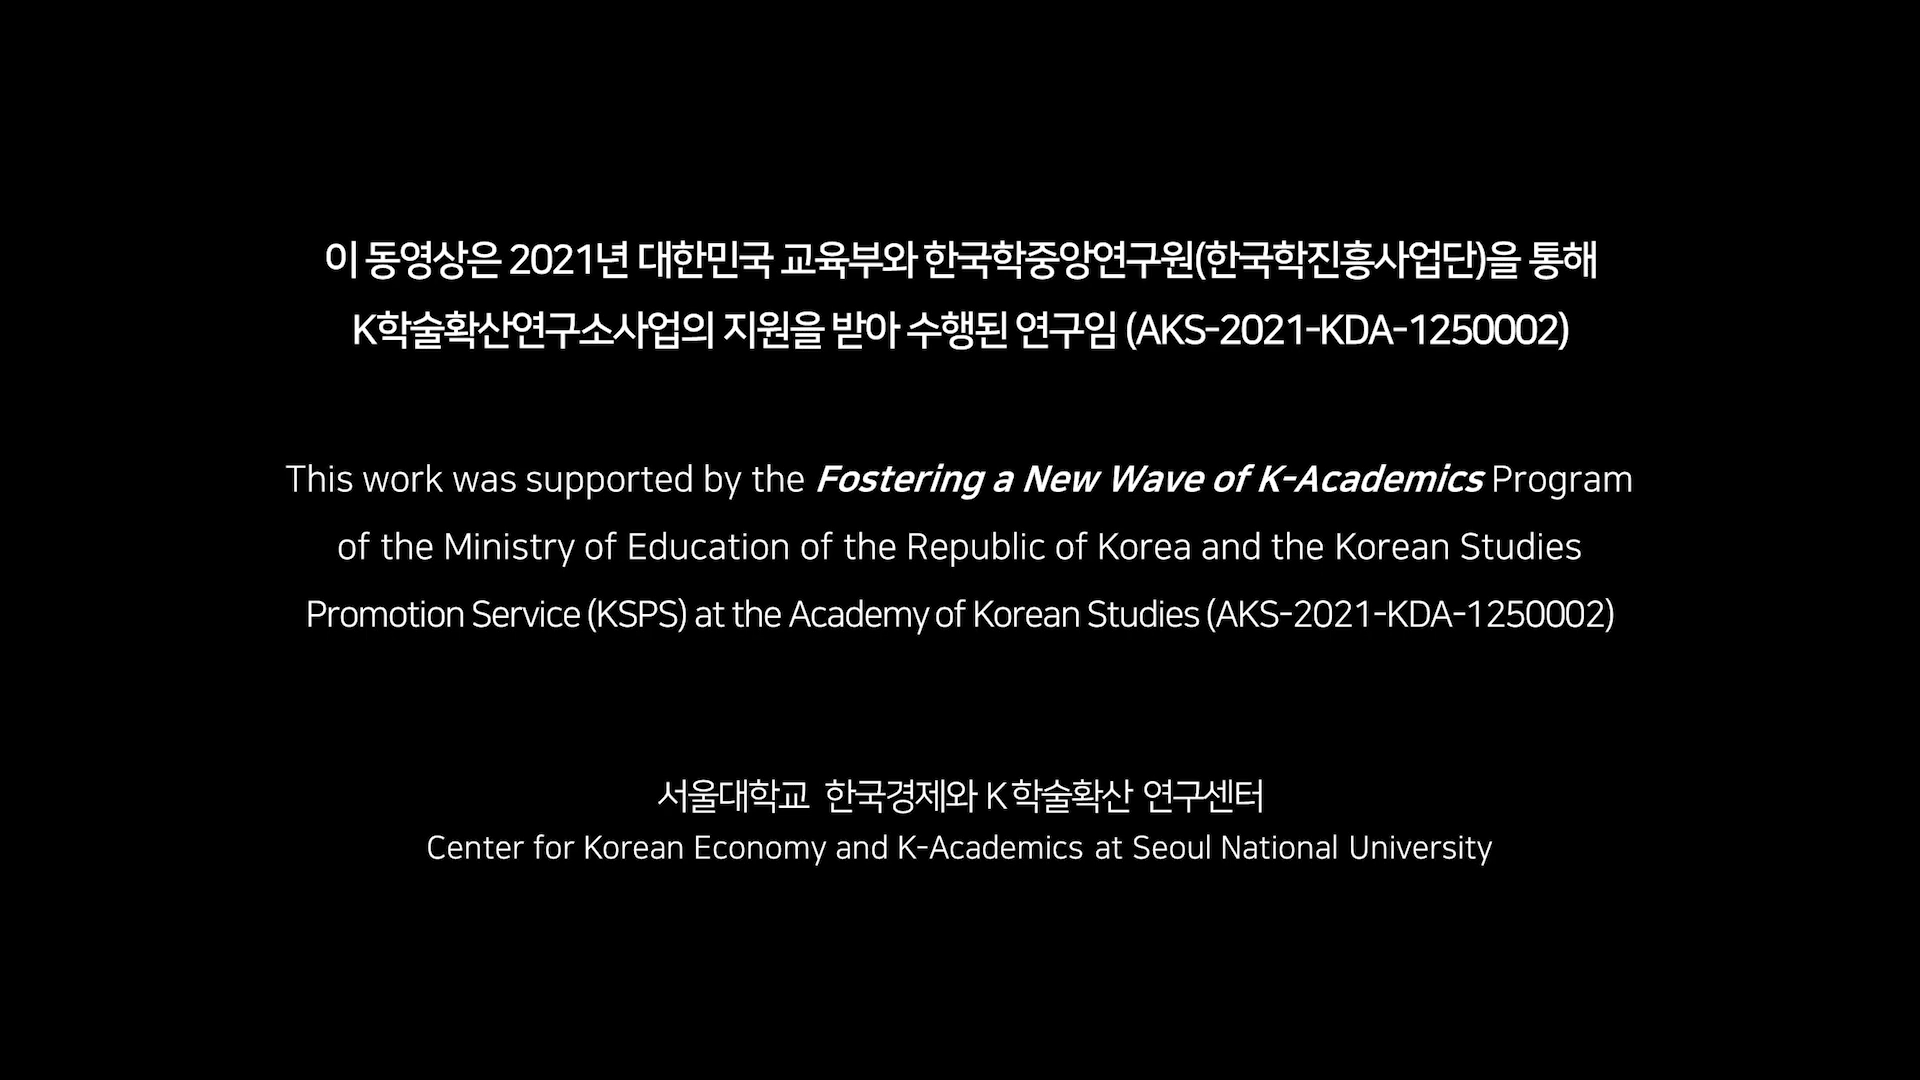 이 동영상은 2021년 대한민국 교육부와 한국학중앙연구원(한국학진흥사업단)을 통해
K학술확산연구소사업의 지원을 받아 수행된 연구임 (AKS-2021-KDA-1250002)
This work was supported by the Fostering a New Wave of K-Academics Program
of the Ministry of Education of the Republic of Korea and the Korean Studies
Promotion Service (KSPS) at the Academy of Korean Studies (AKS-2021-KDA-1250002)
서울대학교 한국경제와 K학술확산 연구센터
Center for Korean Economy and K-Academics at Seoul National University